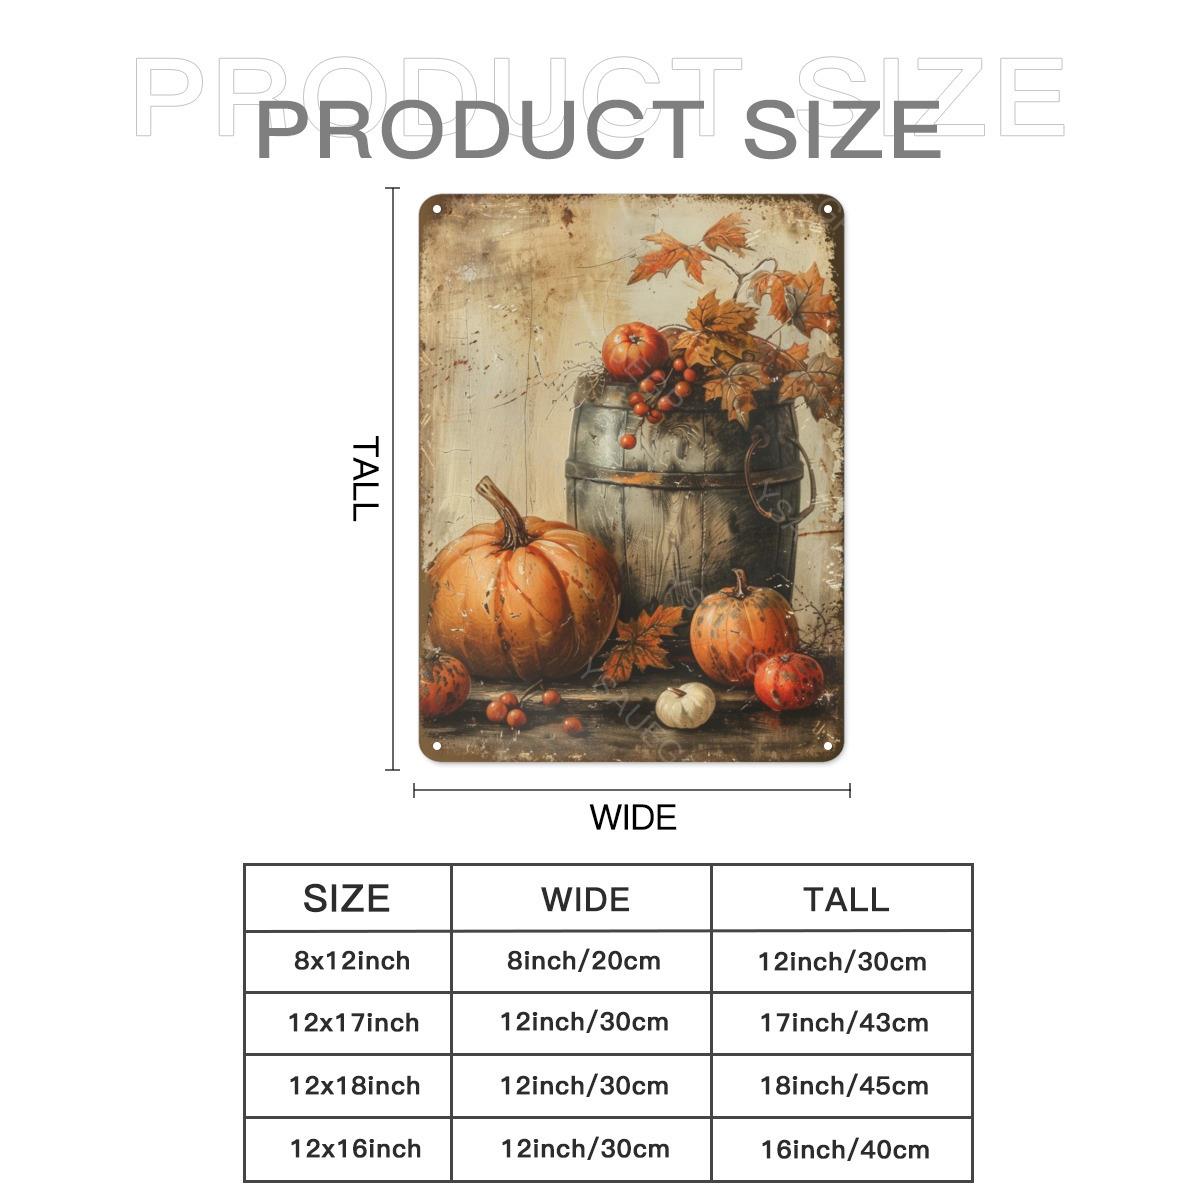 PRODUCT SIZE
PRODUCT SIZE
TALL
WIDE
SIZE WIDE TALL
8x12inch 8inch/20cm 12inch/30cm
12x17inch 12inch/30cm 17inch/43cm
12x18inch 12inch/30cm 18inch/45cm
12x16inch 12inch/30cm 16inch/40cm